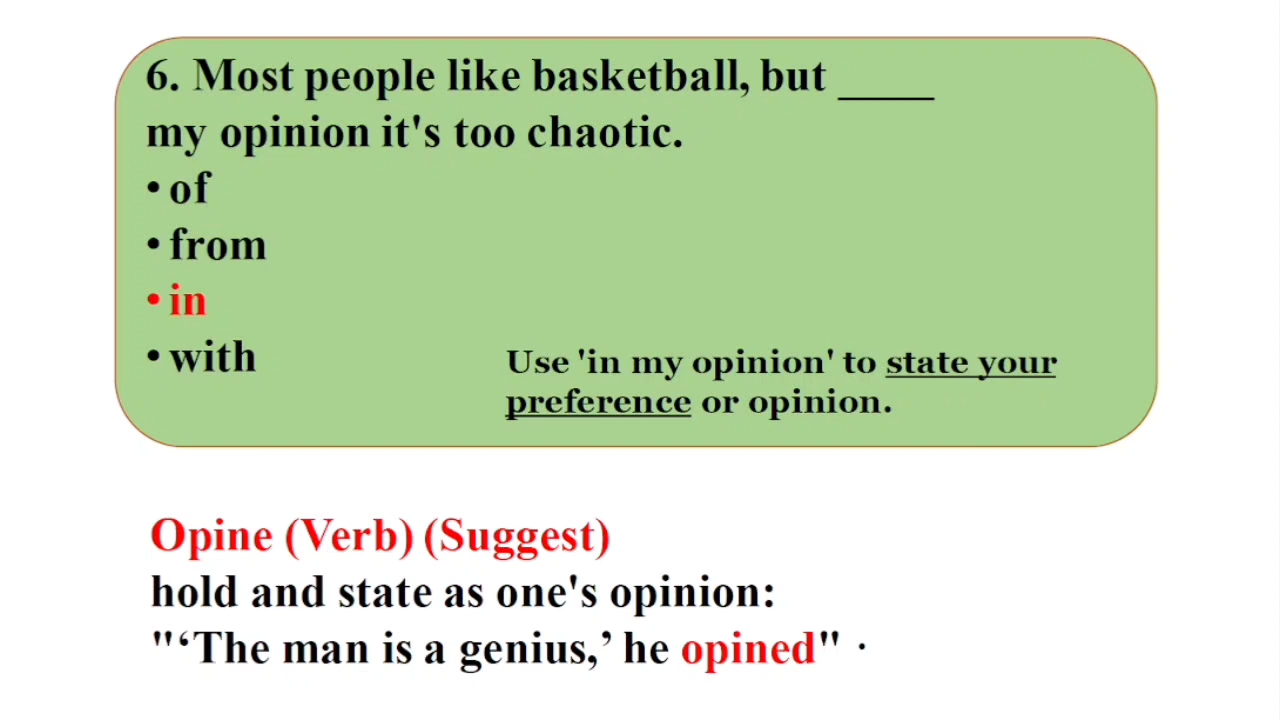 6. Most people like basketball, but ____
my opinion it's too chaotic.
• of
• from
• in
• with
Use 'in my opinion' to state your
preference or opinion.
Opine (Verb) (Suggest)
hold and state as one's opinion:
"‘The man is a genius,’ he opined" ·